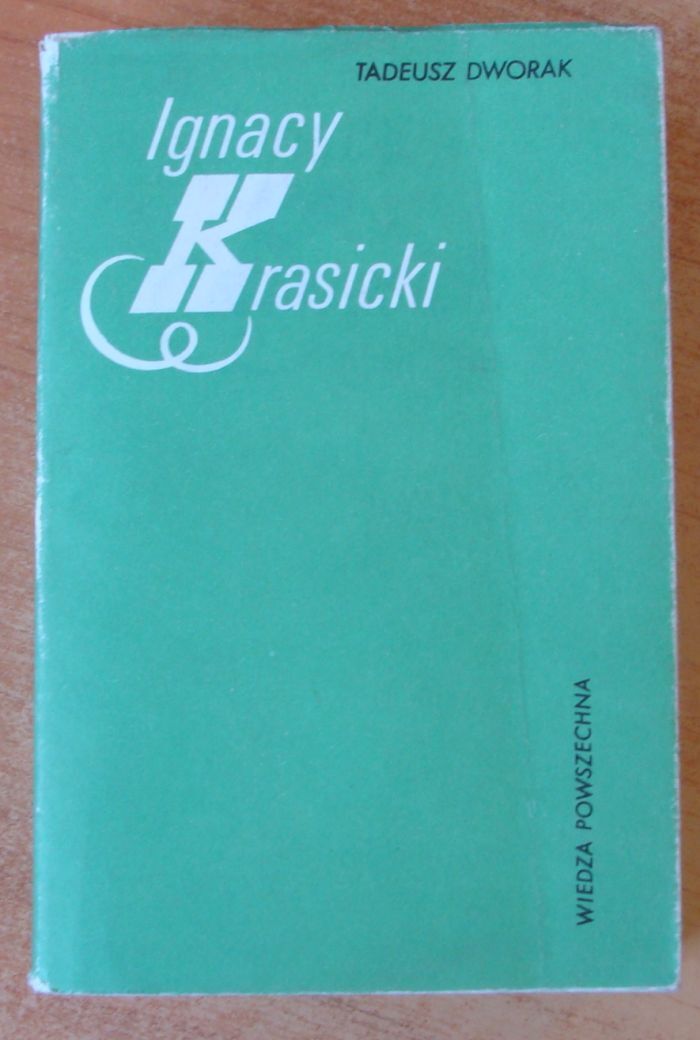 TADEUSZ DWORAK
Ignacy
Krasicki
WIEDZA POWSZECHNA